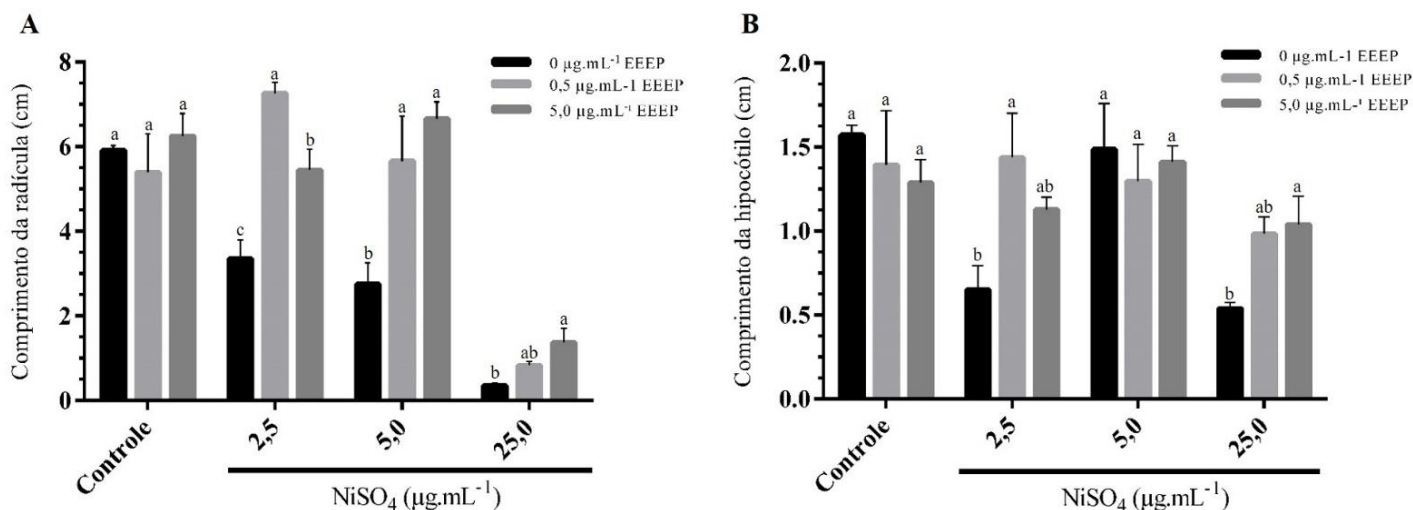 A
Comprimento da radícula (cm)
8
6
4
2
0
0 µg.mL⁻¹ EEEP
0,5 µg.mL-1 EEEP
5,0 µg.mL⁻¹ EEEP
a
a
a
c
a
b
b
a
a
b
ab
a
Controle
2,5
5,0
25,0
NiSO₄ (µg.mL⁻¹)
B
Comprimento da hipocótilo (cm)
2.0
1.5
1.0
0.5
0.0
0 µg.mL-1 EEEP
0,5 µg.mL-1 EEEP
5,0 µg.mL-¹ EEEP
a
a
a
b
a
ab
a
a
a
b
ab
a
Controle
2,5
5,0
25,0
NiSO₄ (µg.mL⁻¹)